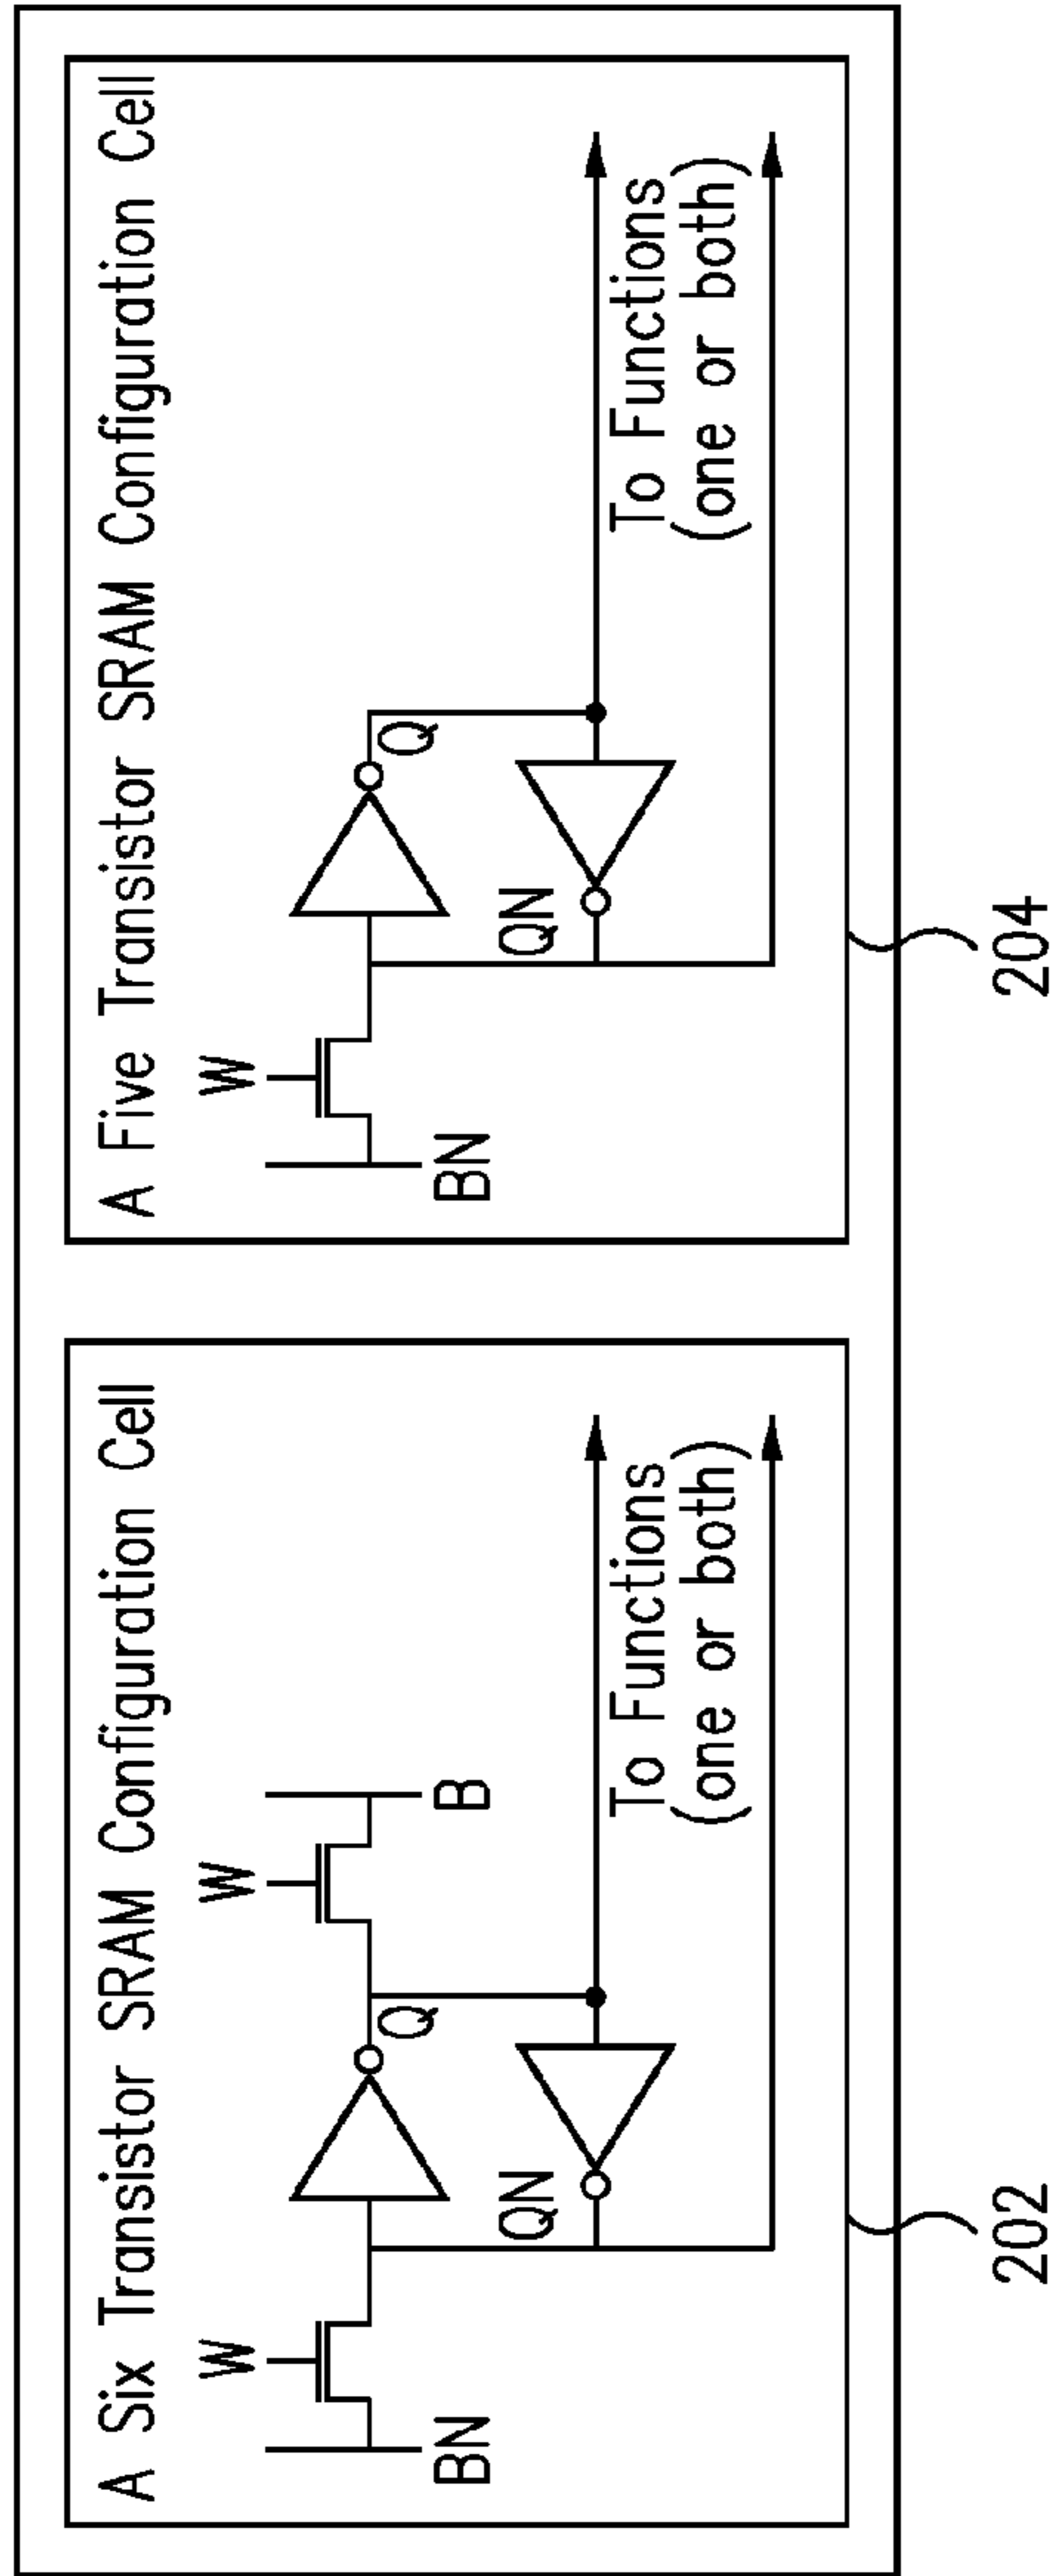 A Six Transistor SRAM Configuration Cell
W
W
BN
B
Q
QN
To Functions
(one or both)
202
A Five Transistor SRAM Configuration Cell
W
BN
Q
QN
To Functions
(one or both)
204